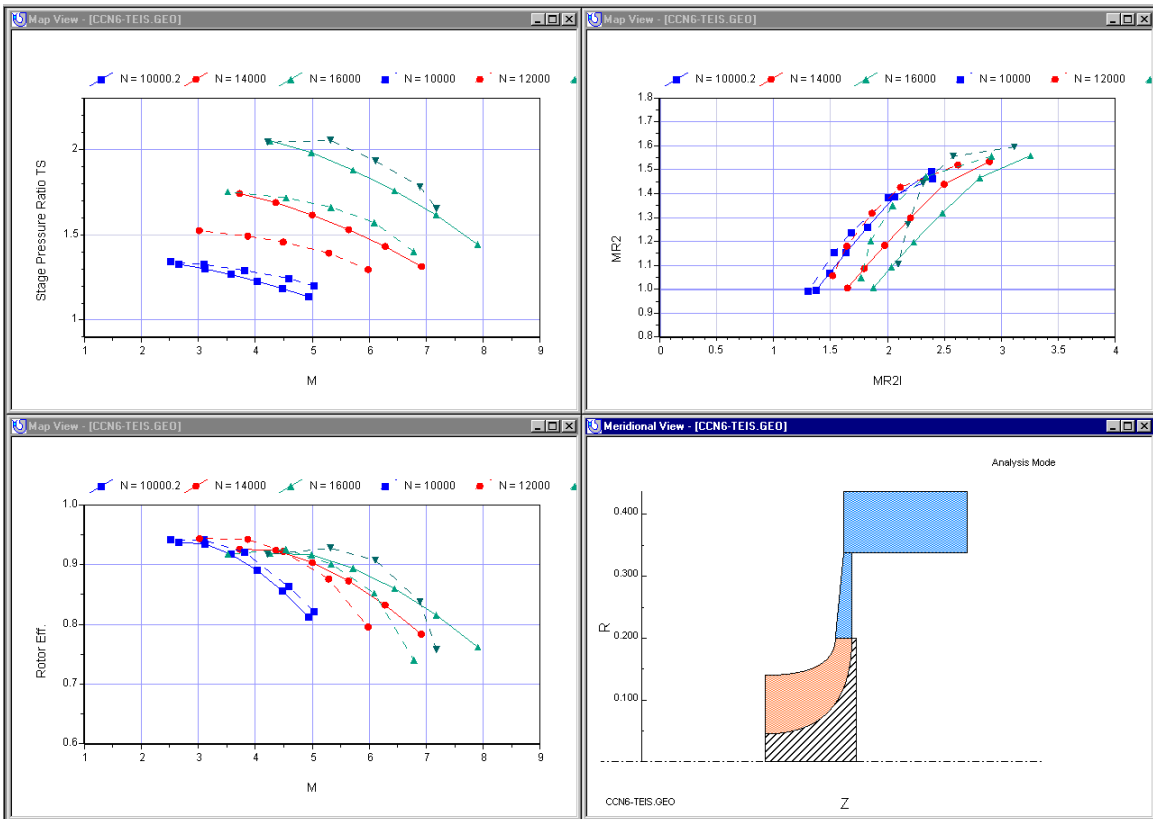 Map View - [CCN6-TEIS.GEO]
N = 10000.2 N = 14000 N = 16000 N = 10000 N = 12000
Stage Pressure Ratio TS
2
1.5
1
1 2 3 4 5 6 7 8 9
M
Map View - [CCN6-TEIS.GEO]
N = 10000.2 N = 14000 N = 16000 N = 10000 N = 12000
MR2
1.8
1.7
1.6
1.5
1.4
1.3
1.2
1.1
1.0
0.9
0.8
0 0.5 1 1.5 2 2.5 3 3.5 4
MR2I
Map View - [CCN6-TEIS.GEO]
N = 10000.2 N = 14000 N = 16000 N = 10000 N = 12000
Rotor Eff.
1.0
0.9
0.8
0.7
0.6
1 2 3 4 5 6 7 8 9
M
Meridional View - [CCN6-TEIS.GEO]
Analysis Mode
0.400
0.300
R
0.200
0.100
CCN6-TEIS.GEO
Z